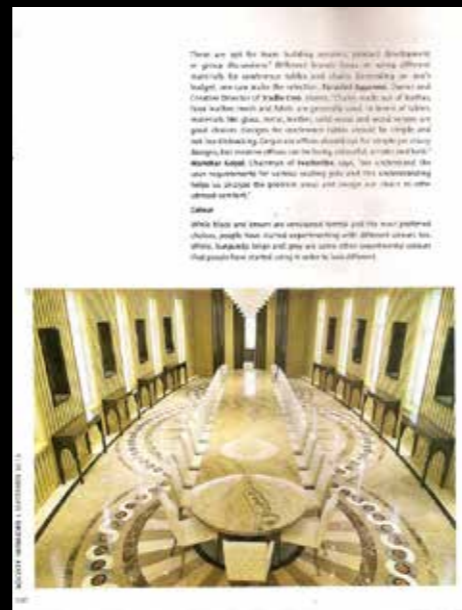 These are apt for team building sessions, product development
or group discussions." Different brands focus on using different
materials for conference tables and chairs. Depending on one's
budget, one can make the selection. Owner and
Creative Director of "Chairs made out of leather,
faux leather, mesh and fabric are generally used. In terms of tables,
materials like glass, metal, leather, solid wood and wood veneer are
good choices. Designs for conference tables should be simple and
not overbearing. Corporate offices should opt for simple yet classy
designs, but creative offices can be funky, colourful, and bold."
Chairman of says, "We understand the
user requirements for various seating jobs and this understanding
helps us analyse the problem areas and design our chairs to offer
utmost comfort."
Colour
While black and brown are considered formal and the most preferred
choices, people have started experimenting with different colours too.
White, burgundy, beige and grey are some other experimental colours
that people have started using in order to look different.
SOCIETY INTERIORS